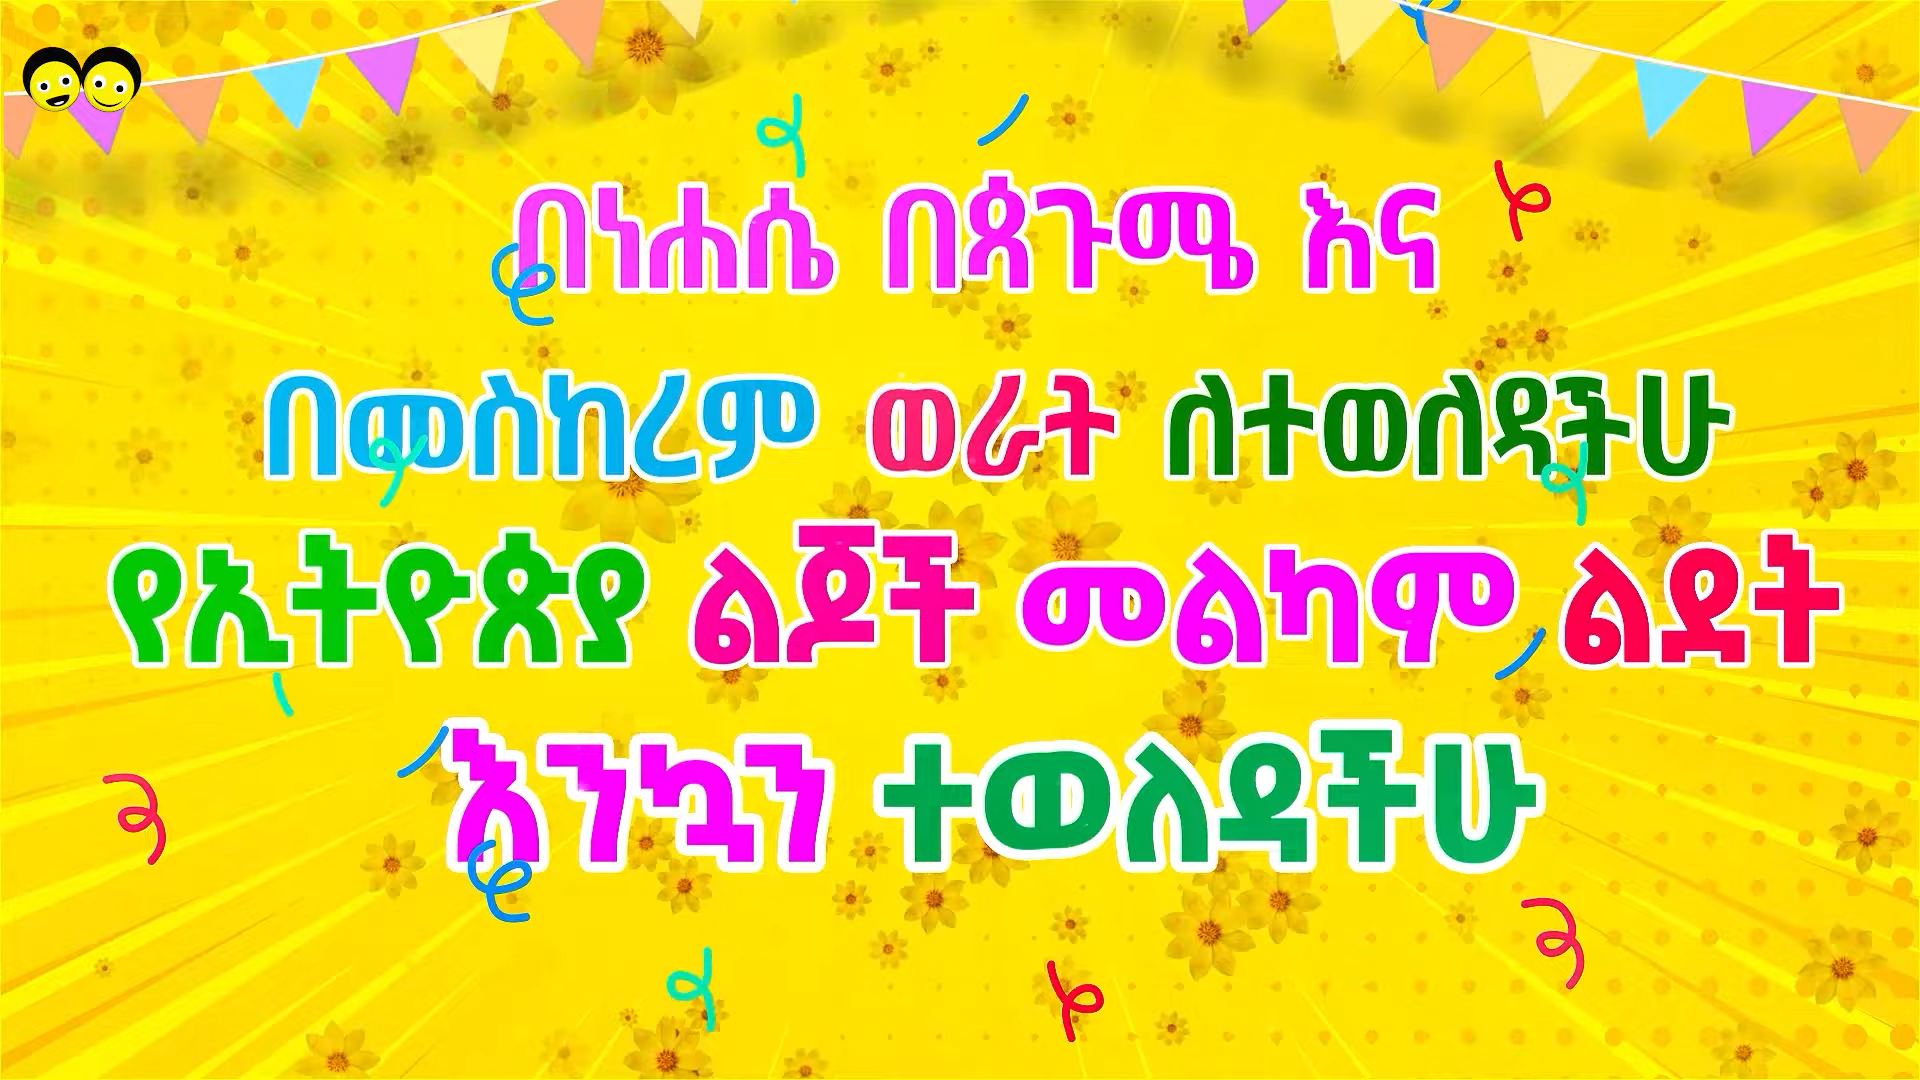 በነሐሴ በጳጉሜ እና
በመስከረም ወራት ለተወለዳችሁ
የኢትዮጵያ ልጆች መልካም ልደት
እንኳን ተወለዳችሁ